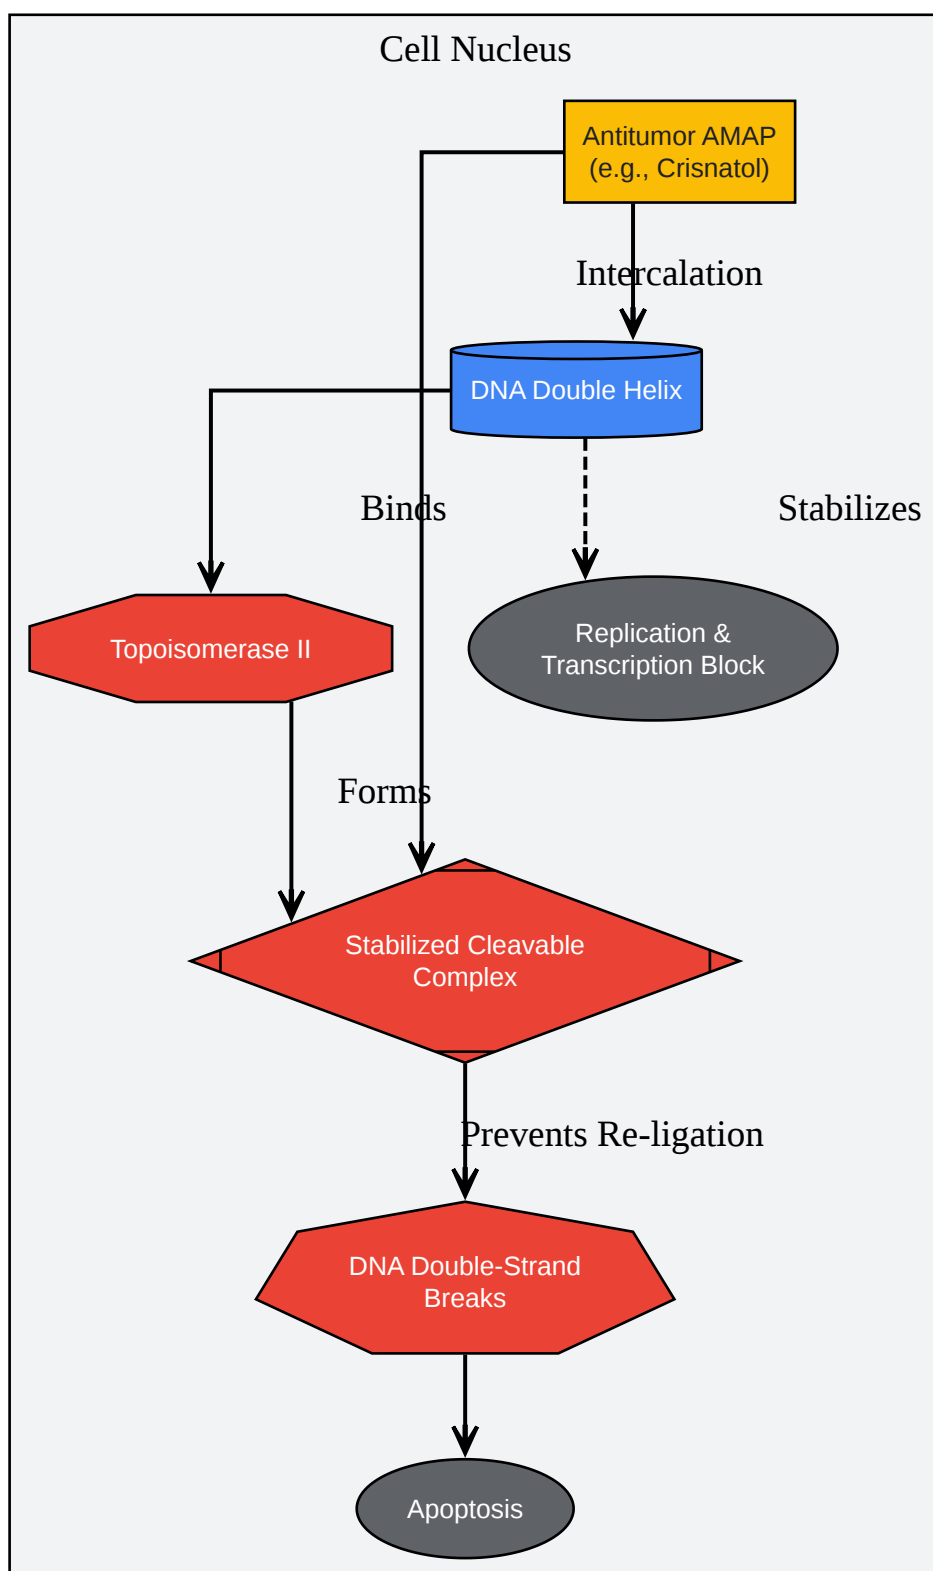 Cell Nucleus
Antitumor AMAP
(e.g., Crisnatol)
Intercalation
DNA Double Helix
Binds
Stabilizes
Topoisomerase II
Replication &
Transcription Block
Forms
Stabilized Cleavable
Complex
Prevents Re-ligation
DNA Double-Strand
Breaks
Apoptosis